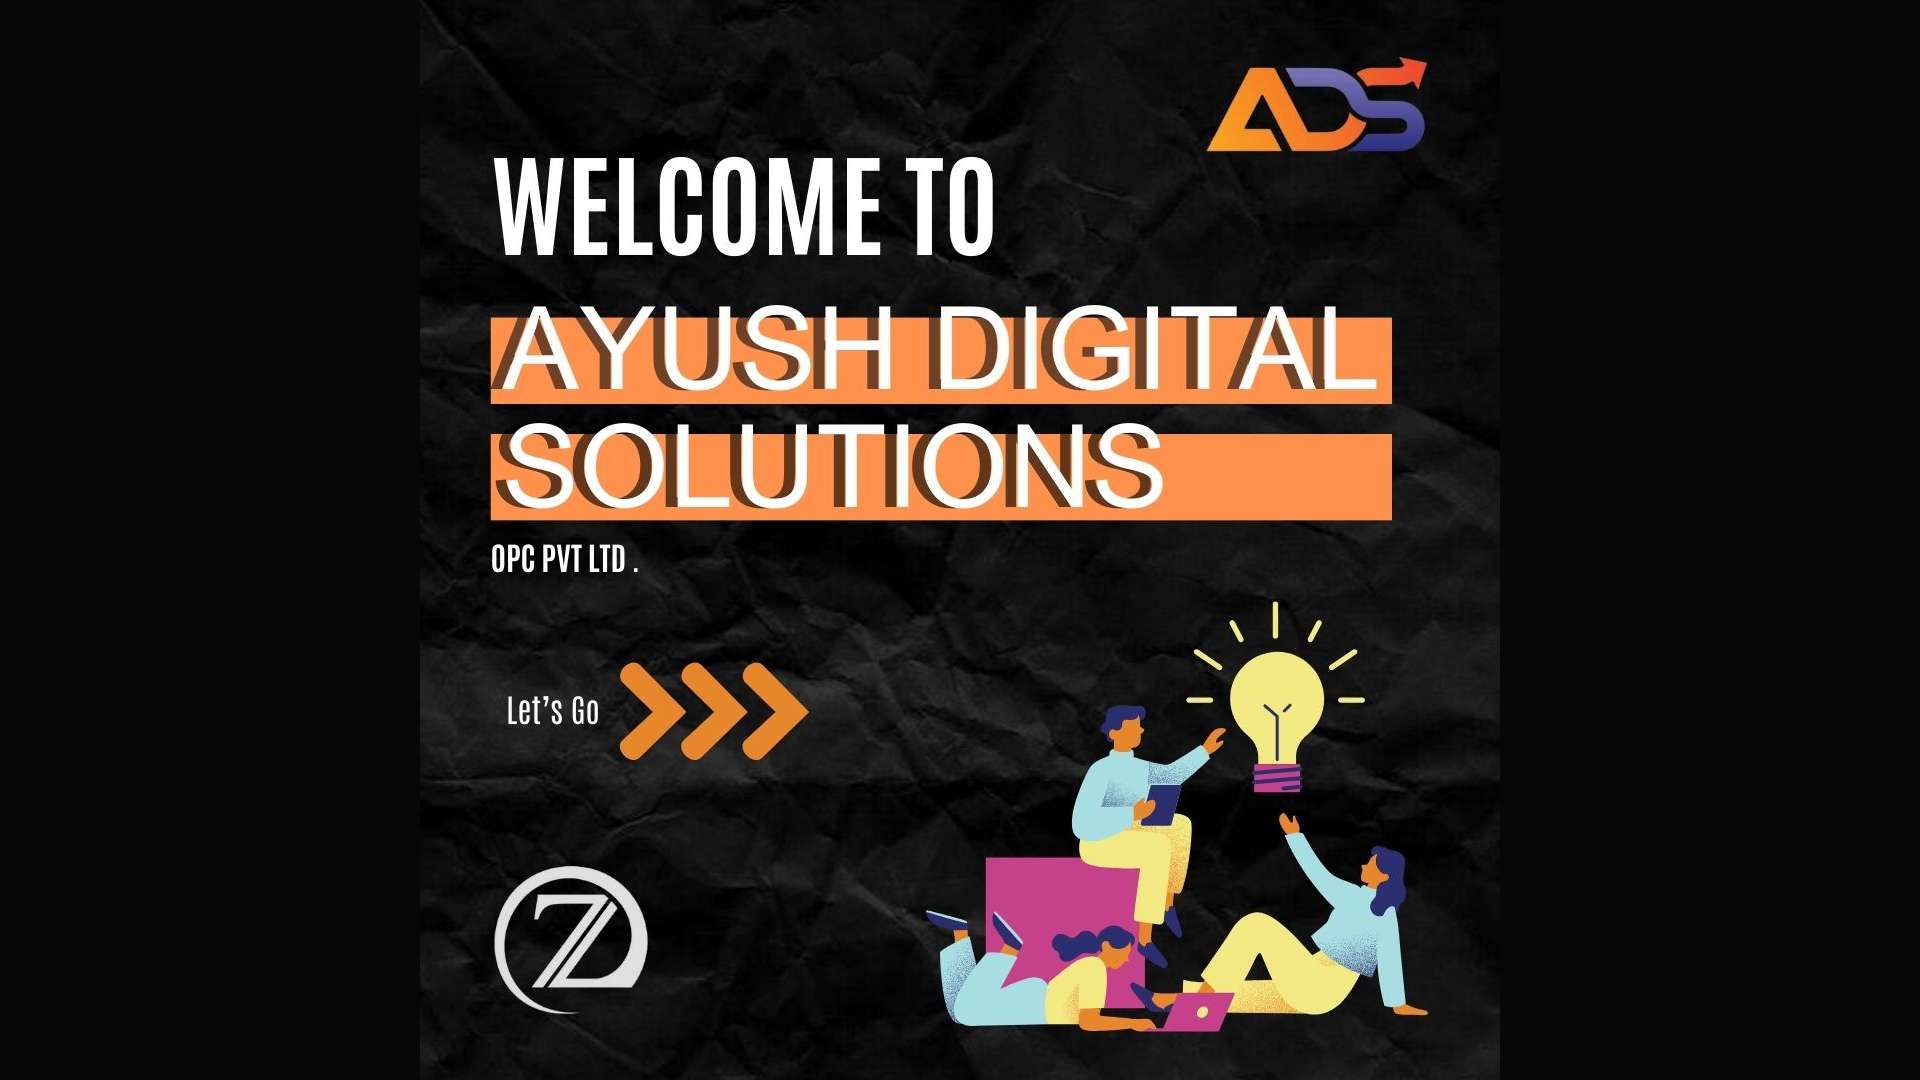 ADS
WELCOME TO
AYUSH DIGITAL
SOLUTIONS
OPC PVT LTD .
Let's Go